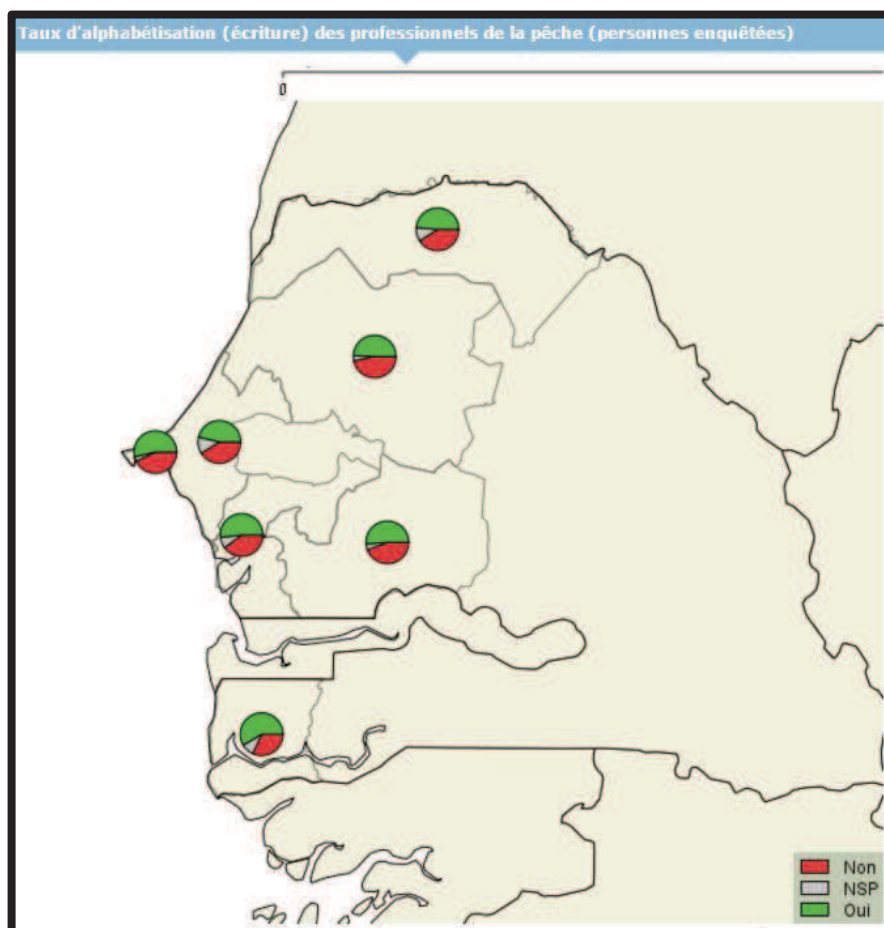 Taux d'alphabétisation (écriture) des professionnels de la pêche (personnes enquêtées)
0
Non
NSP
Oui